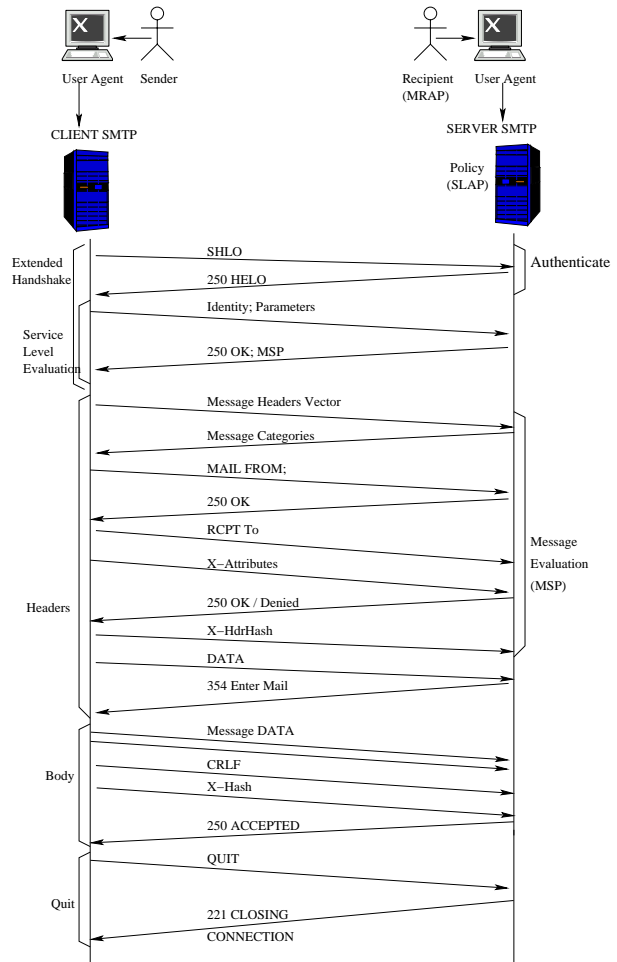 X
X
User Agent
Sender
Recipient
(MRAP)
User Agent
CLIENT SMTP
SERVER SMTP
Policy
(SLAP)
Extended
Handshake
SHLO
Authenticate
250 HELO
Identity; Parameters
Service
Level
Evaluation
250 OK; MSP
Message Headers Vector
Message Categories
MAIL FROM;
250 OK
RCPT To
Message
Evaluation
(MSP)
X−Attributes
Headers
250 OK / Denied
X−HdrHash
DATA
354 Enter Mail
Message DATA
Body
CRLF
X−Hash
250 ACCEPTED
QUIT
Quit
221 CLOSING
CONNECTION